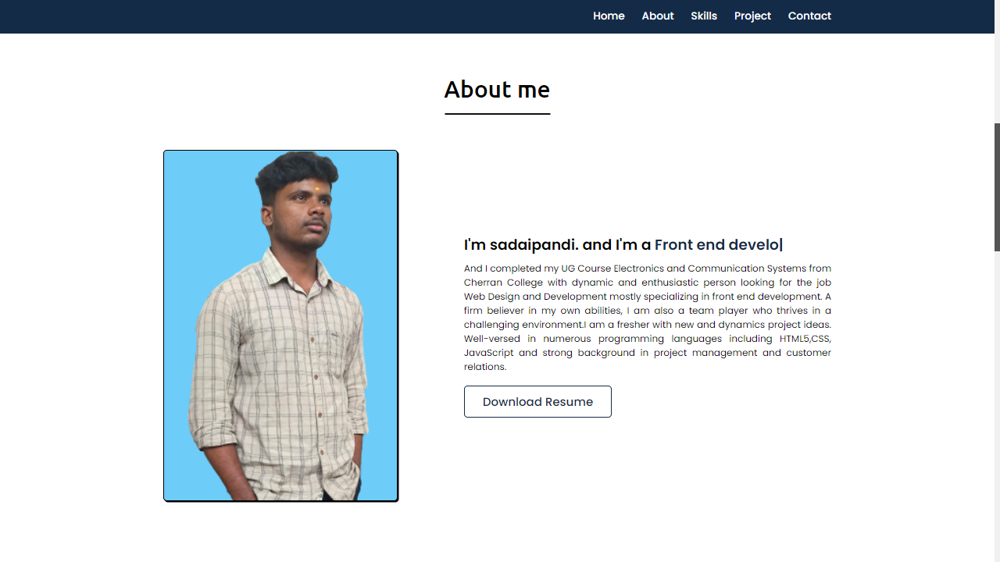 Home About Skills Project Contact
About me
I'm sadaipandi. and I'm a Front end develo|
And I completed my UG Course Electronics and Communication Systems from
Cherran College with dynamic and enthusiastic person looking for the job
Web Design and Development mostly specializing in front end development. A
firm believer in my own abilities, I am also a team player who thrives in a
challenging environment.I am a fresher with new and dynamics project ideas.
Well-versed in numerous programming languages including HTML5,CSS,
JavaScript and strong background in project management and customer
relations.
Download Resume